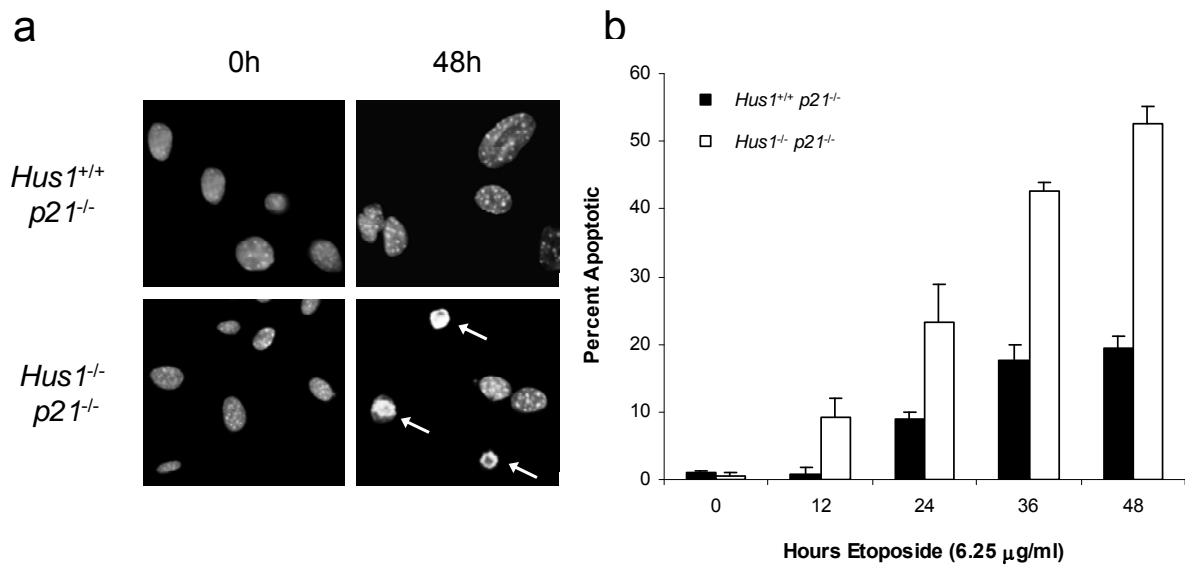 a
0h
48h
Hus1+/+
p21-/-
Hus1-/-
p21-/-
b
Percent Apoptotic
60
50
40
30
20
10
0
Hus1+/+ p21-/-
Hus1-/- p21-/-
0 12 24 36 48
Hours Etoposide (6.25 μg/ml)